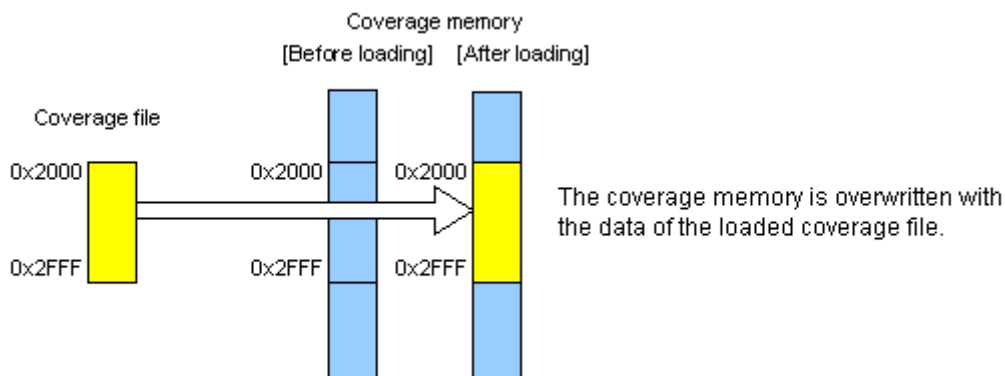 Coverage memory
[Before loading] [After loading]
Coverage file
0x2000 0x2000 0x2000
The coverage memory is overwritten with
the data of the loaded coverage file.
0x2FFF 0x2FFF 0x2FFF